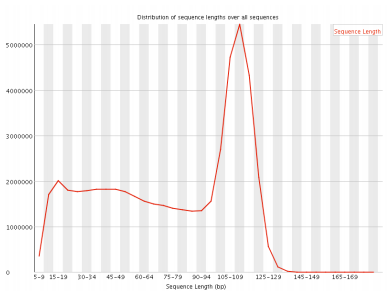 Distribution of sequence lengths over all sequences
Sequence Length
5000000
4000000
3000000
2000000
1000000
0
5-9 15-19 30-34 45-49 60-64 75-79 90-94 105-109 125-129 145-149 165-169
Sequence Length (bp)